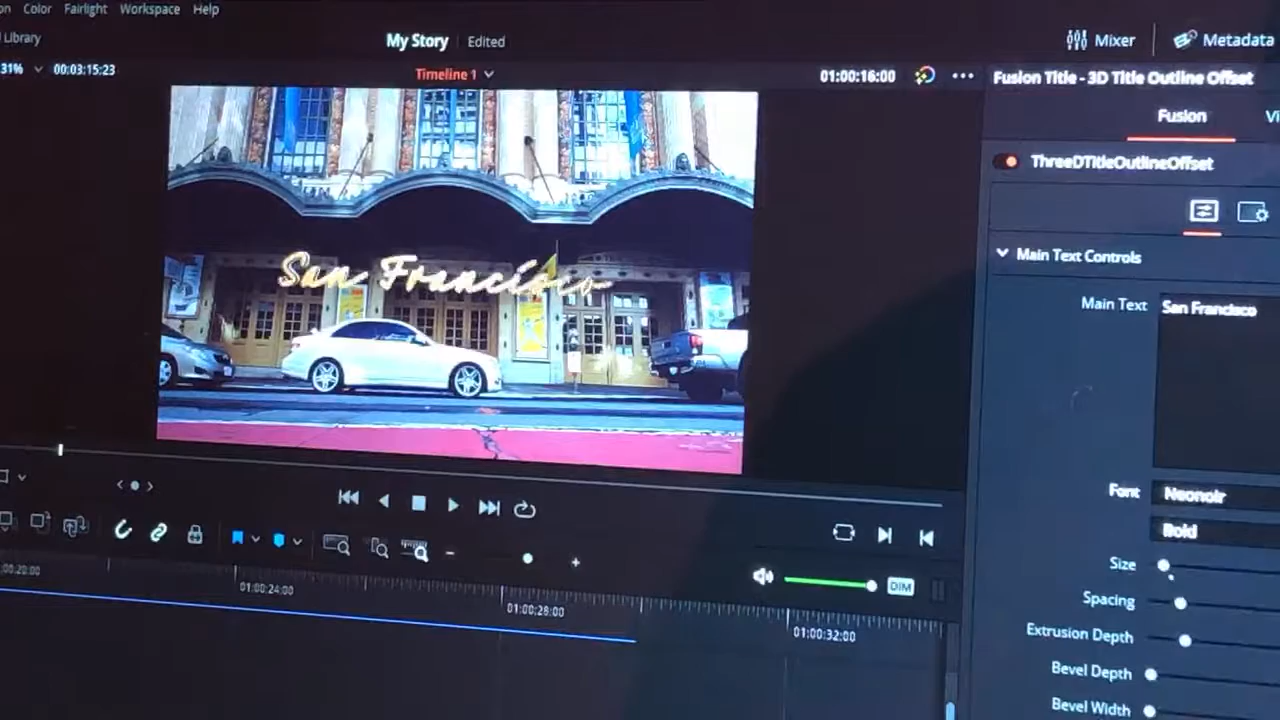 Color Fairlight Workspace Help
Library
My Story Edited
Mixer Metadata
31% 00:03:15:23
Timeline 1
01:00:16:00
Fusion Title - 3D Title Outline Offset
Fusion
ThreeDTitleOutlineOffset
Main Text Controls
San Francisco
Main Text San Francisco
Font Neonoir
Bold
Size
Spacing
Extrusion Depth
Bevel Depth
Bevel Width
DIM
01:00:24:00
01:00:28:00
01:00:32:00